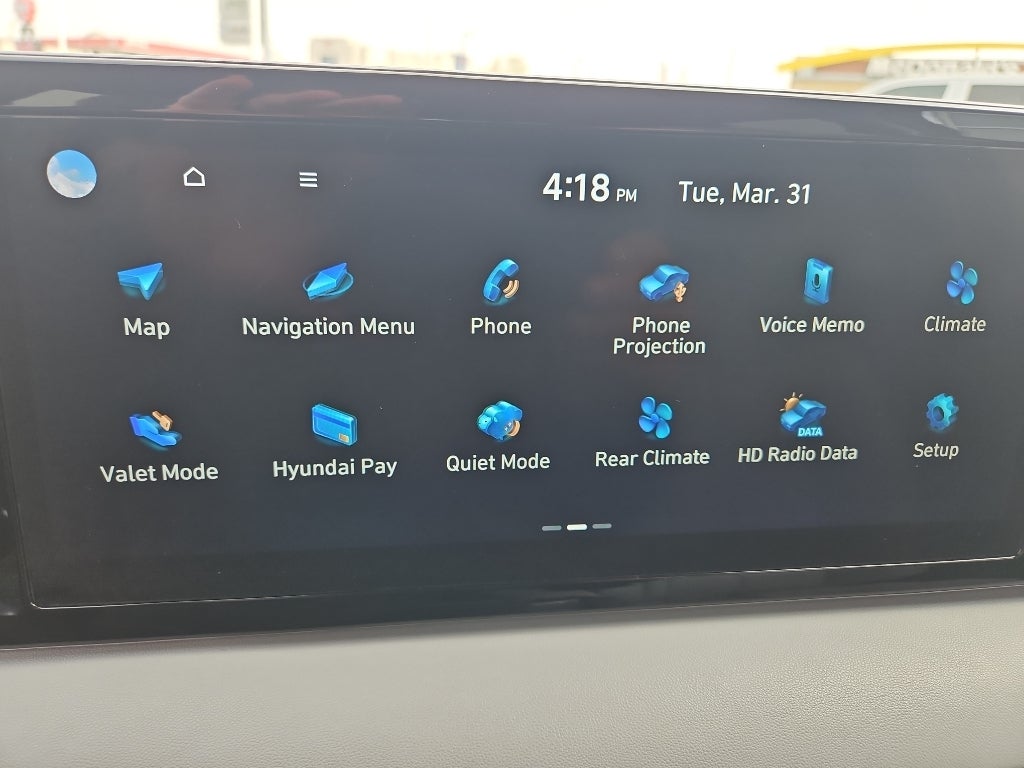 4:18 PM Tue, Mar. 31
Map Navigation Menu Phone Phone Projection Voice Memo Climate
DATA
Valet Mode Hyundai Pay Quiet Mode Rear Climate HD Radio Data Setup